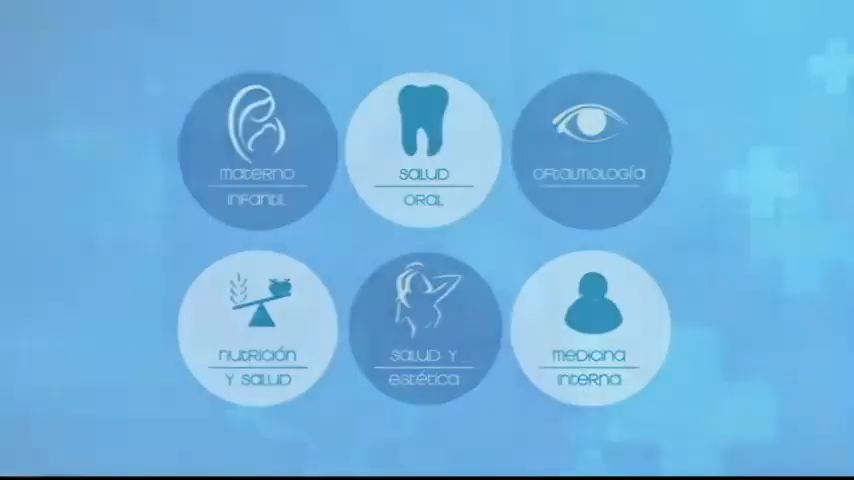 materno
infantil
salud
oral
oftalmología
nutrición
y salud
salud y
estética
medicina
interna